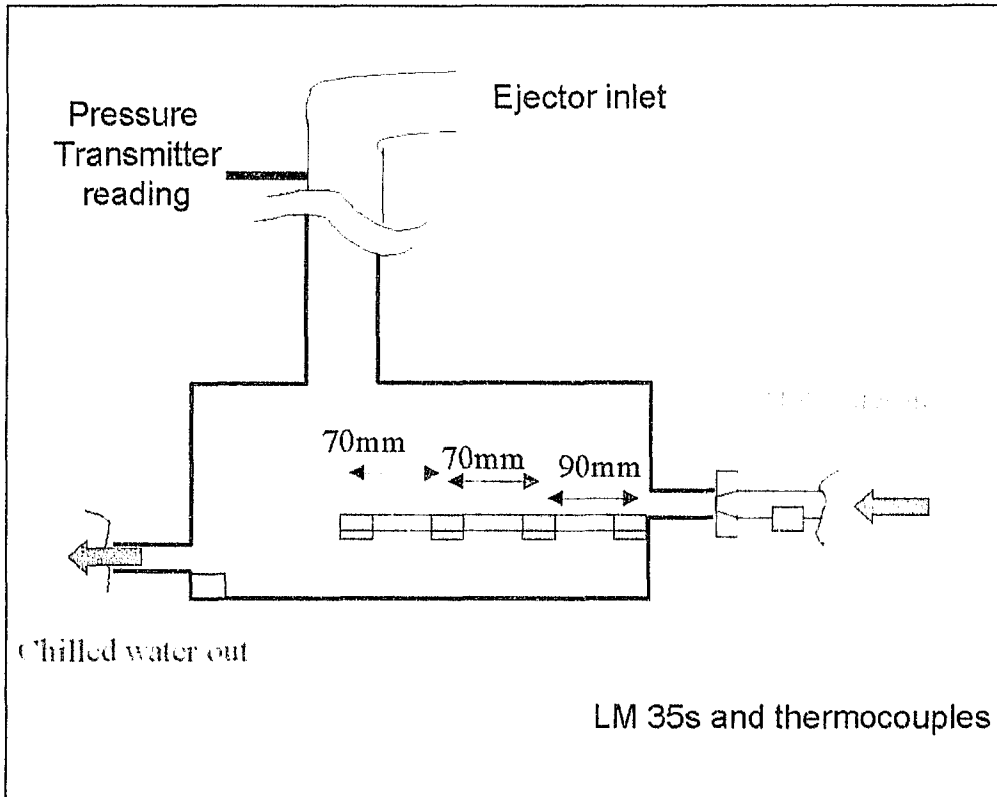 Pressure
Transmitter
reading
Ejector inlet
70mm
70mm
90mm
Chilled water out
LM 35s and thermocouples